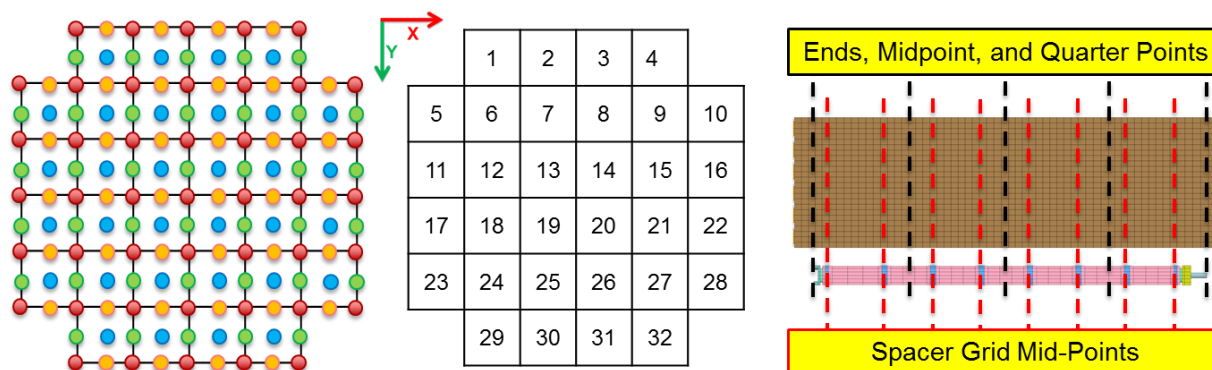 X
Y
1 2 3 4
5 6 7 8 9 10
11 12 13 14 15 16
17 18 19 20 21 22
23 24 25 26 27 28
29 30 31 32
Ends, Midpoint, and Quarter Points
Spacer Grid Mid-Points